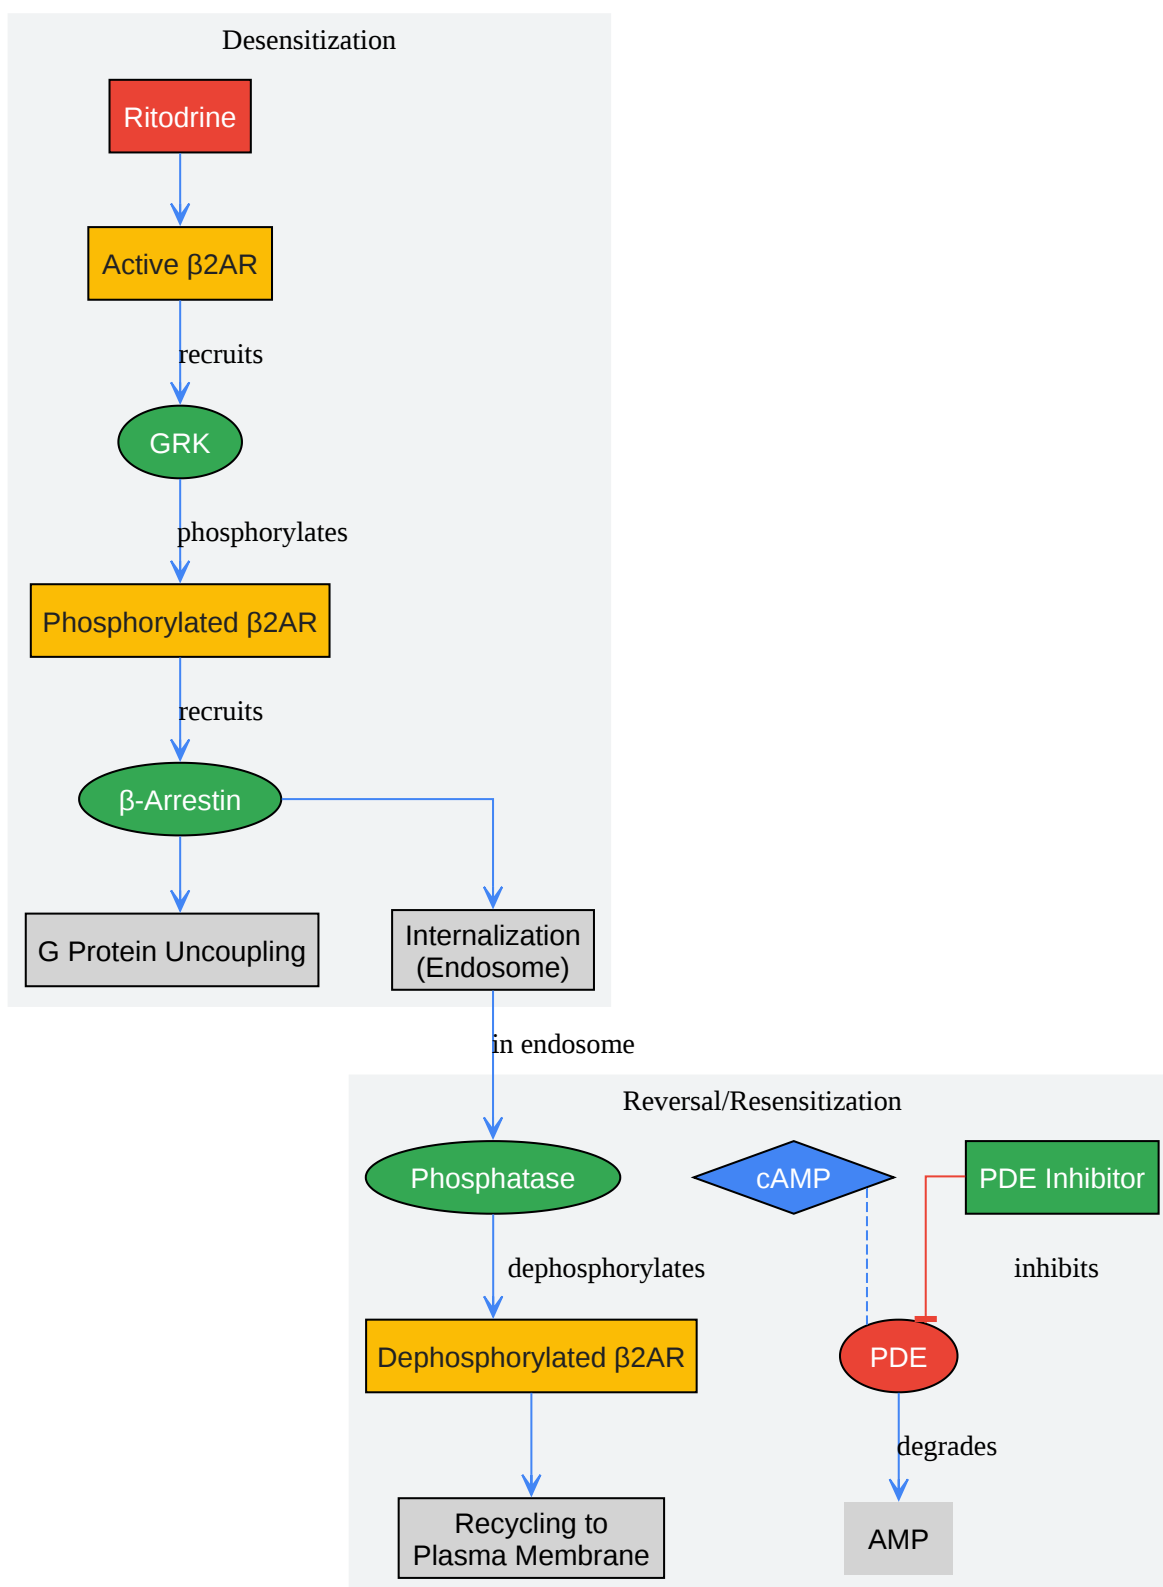 Desensitization
Ritodrine
Active β2AR
recruits
GRK
phosphorylates
Phosphorylated β2AR
recruits
β-Arrestin
G Protein Uncoupling
Internalization
(Endosome)
in endosome
Reversal/Resensitization
Phosphatase
cAMP
PDE Inhibitor
dephosphorylates
inhibits
Dephosphorylated β2AR
PDE
degrades
Recycling to
Plasma Membrane
AMP